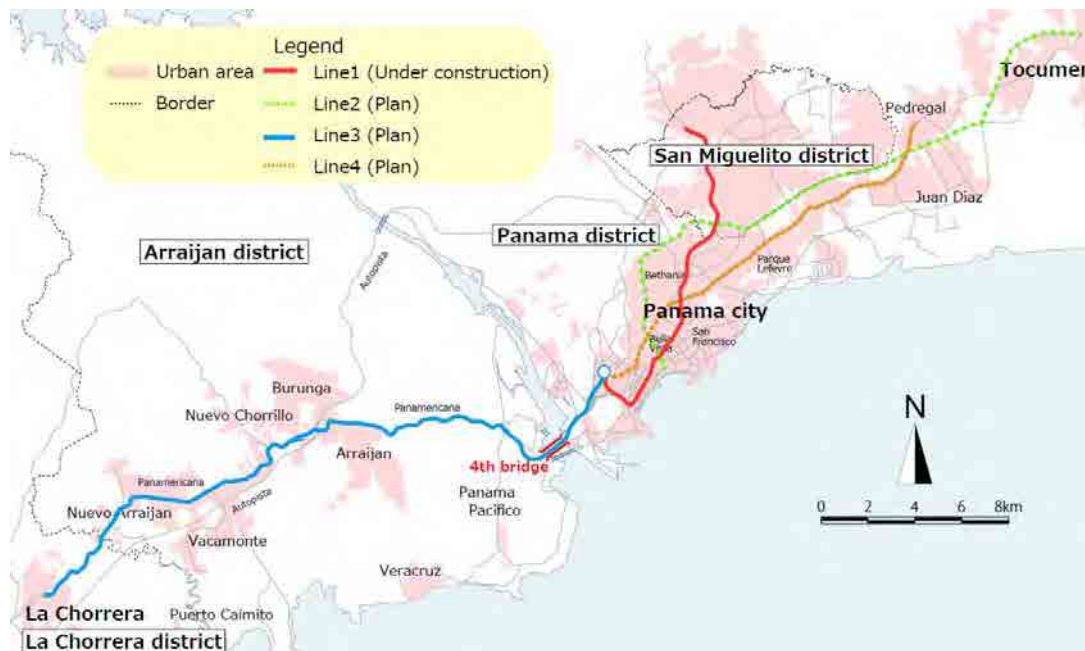 Legend
Urban area
Line1 (Under construction)
Border
Line2 (Plan)
Line3 (Plan)
Line4 (Plan)
Tocumen
Pedregal
San Miguelito district
Juan Diaz
Panama district
Arraijan district
Autopista
Parque
Lefevre
Bethania
Panama city
San
Francisco
Bella
Vista
Burunga
Nuevo Chorrillo
Panamericana
N
Arraijan
4th bridge
Panamericana
Panama
Pacifico
0 2 4 6 8km
Autopista
Nuevo Arraijan
Vacamonte
Veracruz
La Chorrera
Puerto Caimito
La Chorrera district